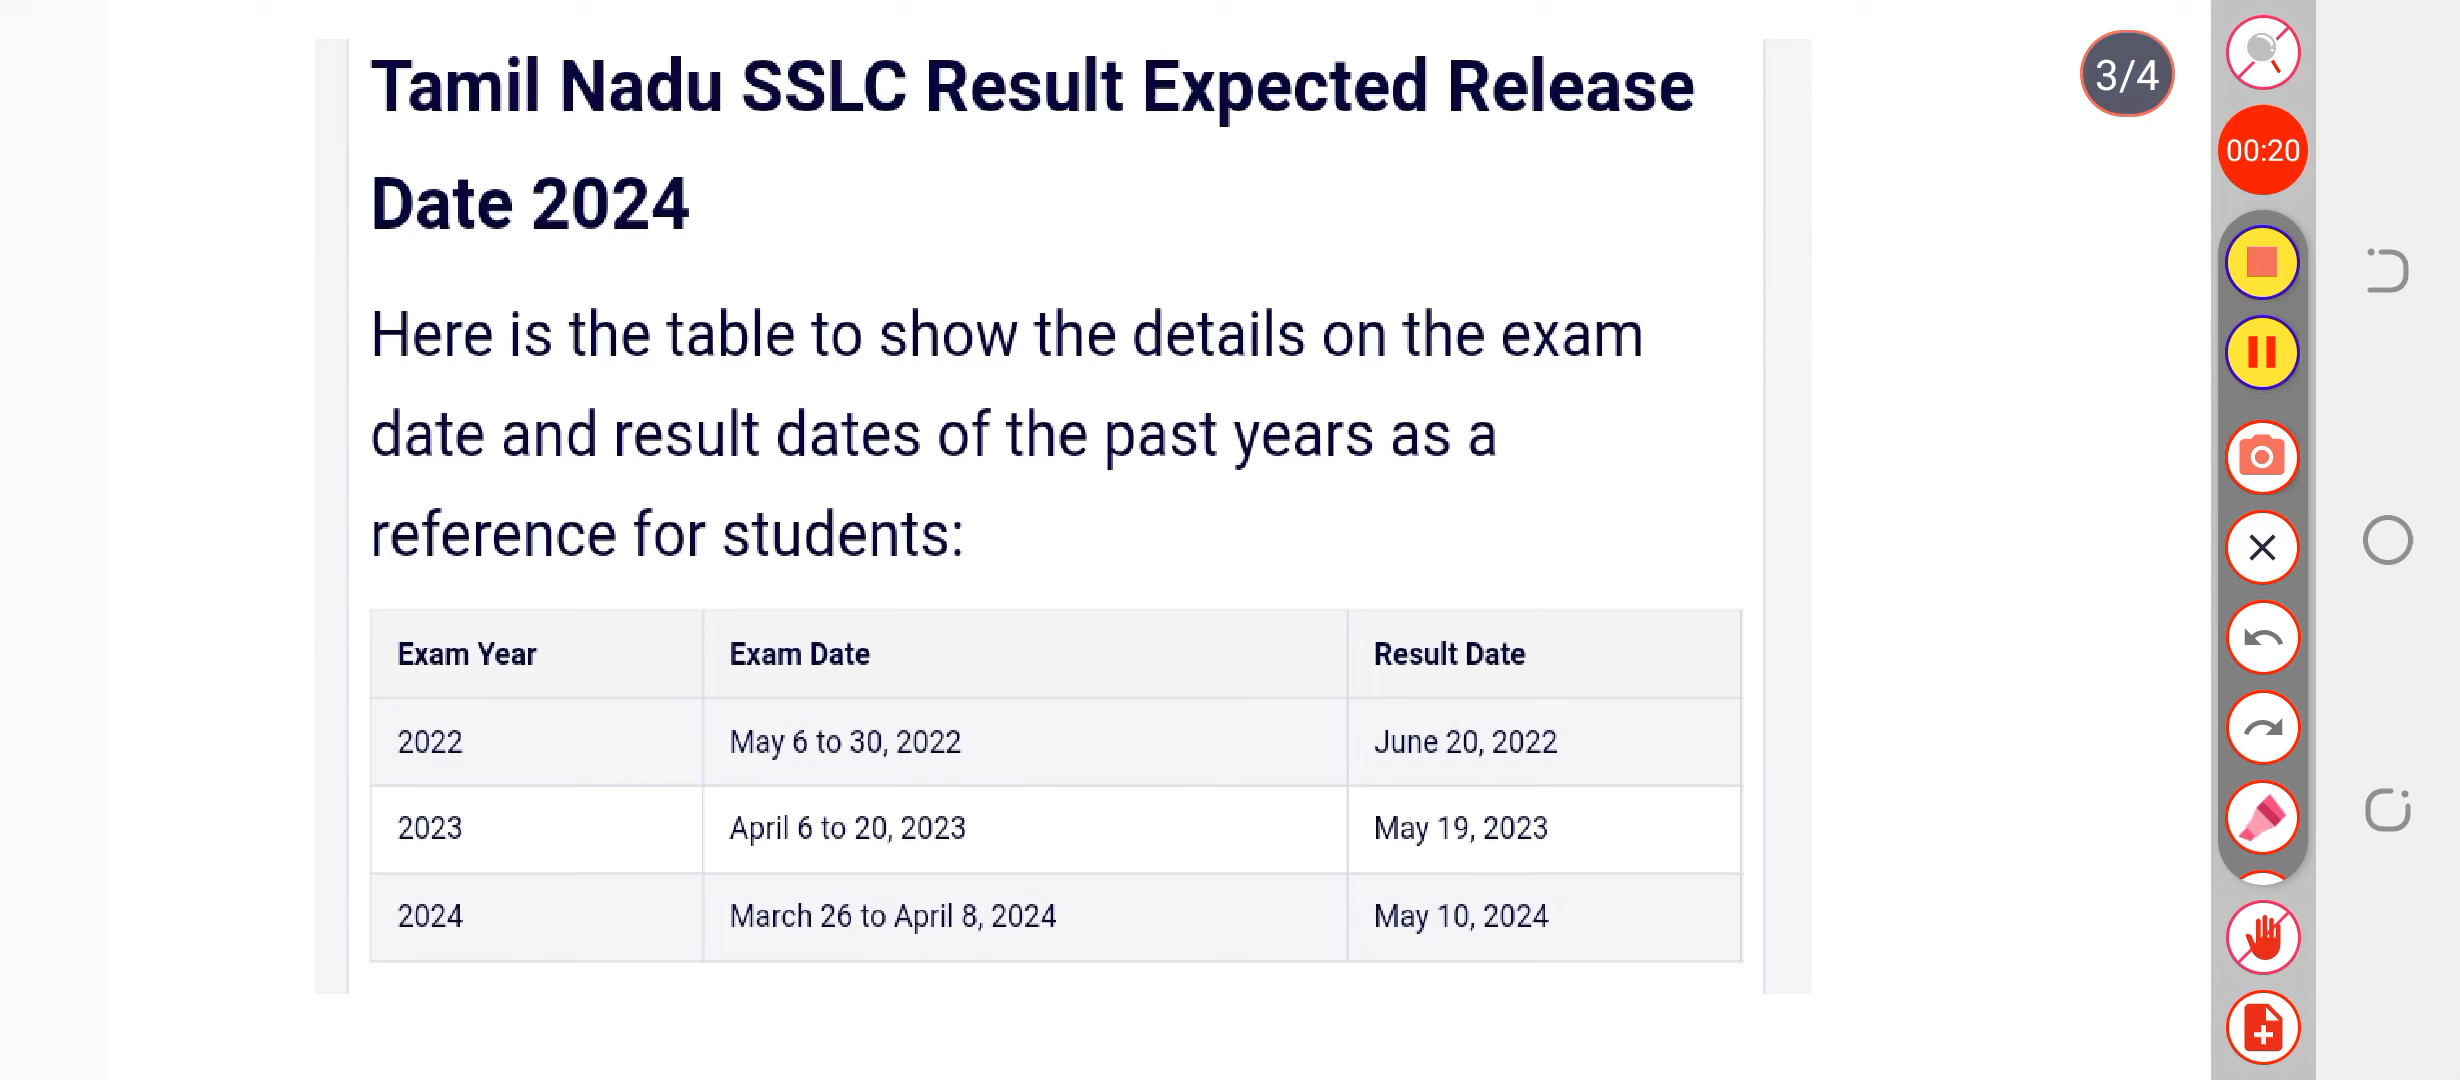 Tamil Nadu SSLC Result Expected Release
Date 2024
Here is the table to show the details on the exam
date and result dates of the past years as a
reference for students:
Exam Year Exam Date Result Date
2022 May 6 to 30, 2022 June 20, 2022
2023 April 6 to 20, 2023 May 19, 2023
2024 March 26 to April 8, 2024 May 10, 2024
3/4
00:20